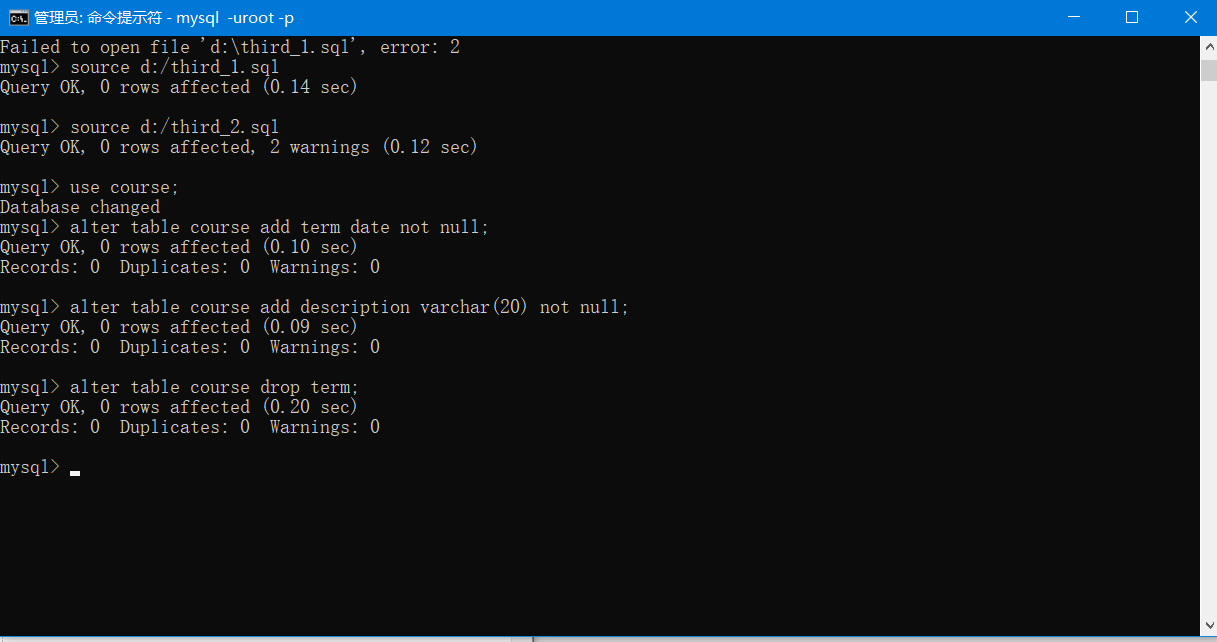 管理员: 命令提示符 - mysql  -uroot -p
Failed to open file 'd:\third_1.sql', error: 2
mysql> source d:/third_1.sql
Query OK, 0 rows affected (0.14 sec)
mysql> source d:/third_2.sql
Query OK, 0 rows affected, 2 warnings (0.12 sec)
mysql> use course;
Database changed
mysql> alter table course add term date not null;
Query OK, 0 rows affected (0.10 sec)
Records: 0  Duplicates: 0  Warnings: 0
mysql> alter table course add description varchar(20) not null;
Query OK, 0 rows affected (0.09 sec)
Records: 0  Duplicates: 0  Warnings: 0
mysql> alter table course drop term;
Query OK, 0 rows affected (0.20 sec)
Records: 0  Duplicates: 0  Warnings: 0
mysql>